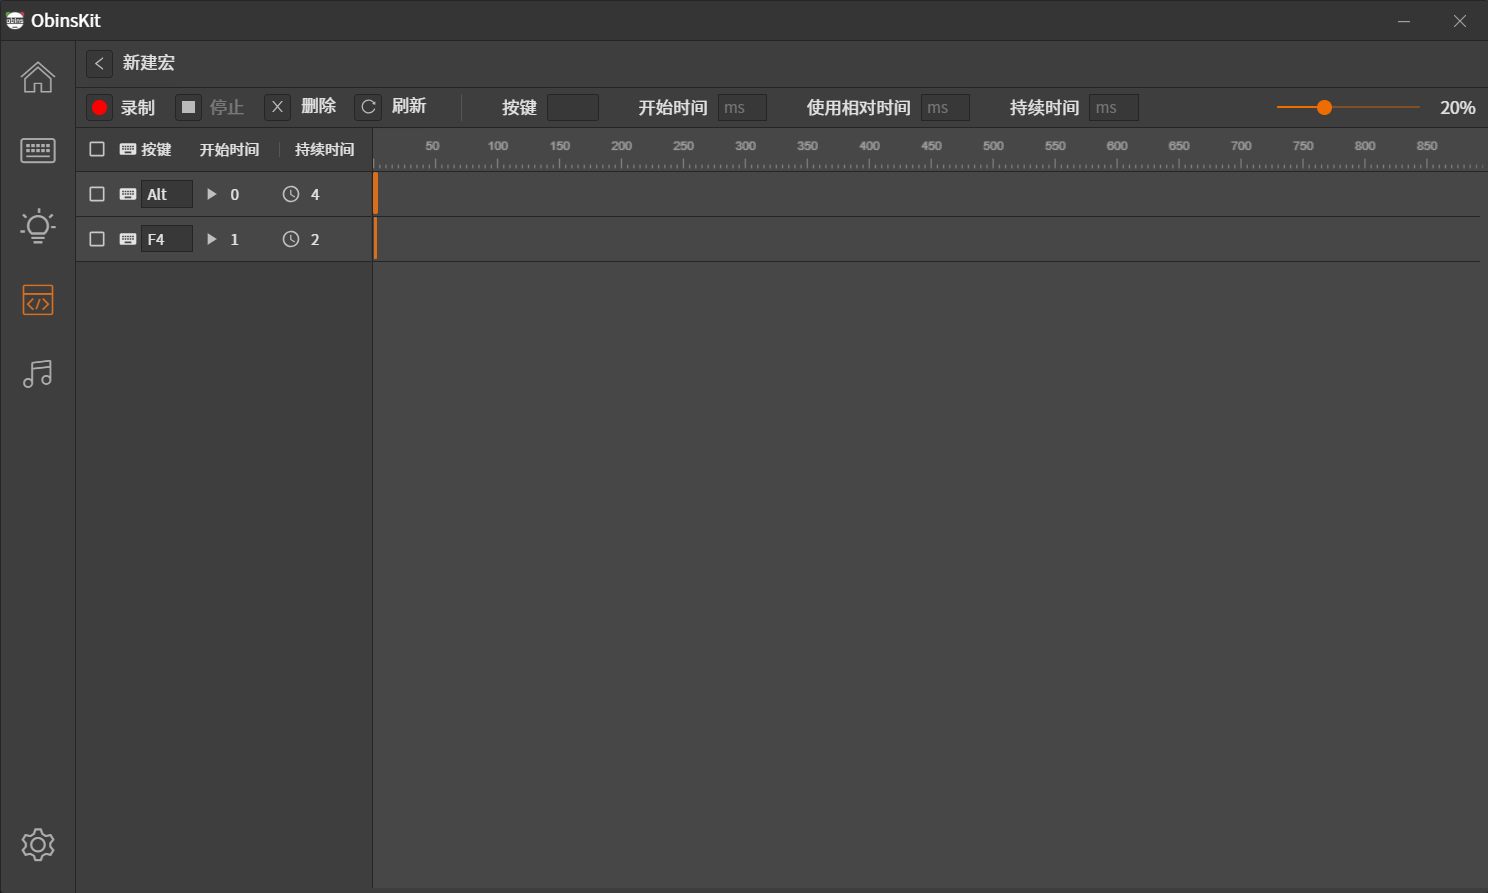 ObinsKit
新建宏
录制 停止 删除 刷新 按键 开始时间 ms 使用相对时间 ms 持续时间 ms 20%
按键 开始时间 持续时间 50 100 150 200 250 300 350 400 450 500 550 600 650 700 750 800 850
Alt 0 4
F4 1 2